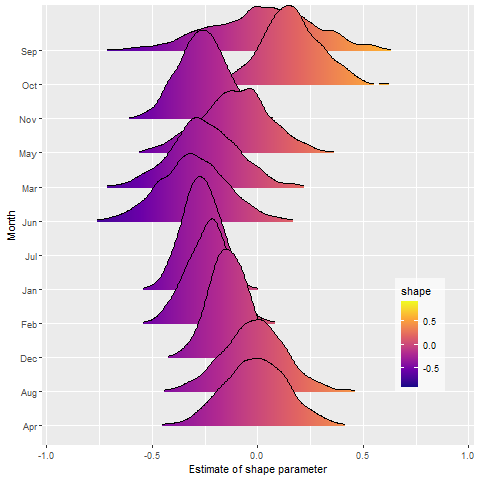 Sep
Oct
Nov
May
Mar
Jun
Jul
Jan
Feb
Dec
Aug
Apr
Month
shape
0.5
0.0
-0.5
-1.0 -0.5 0.0 0.5 1.0
Estimate of shape parameter